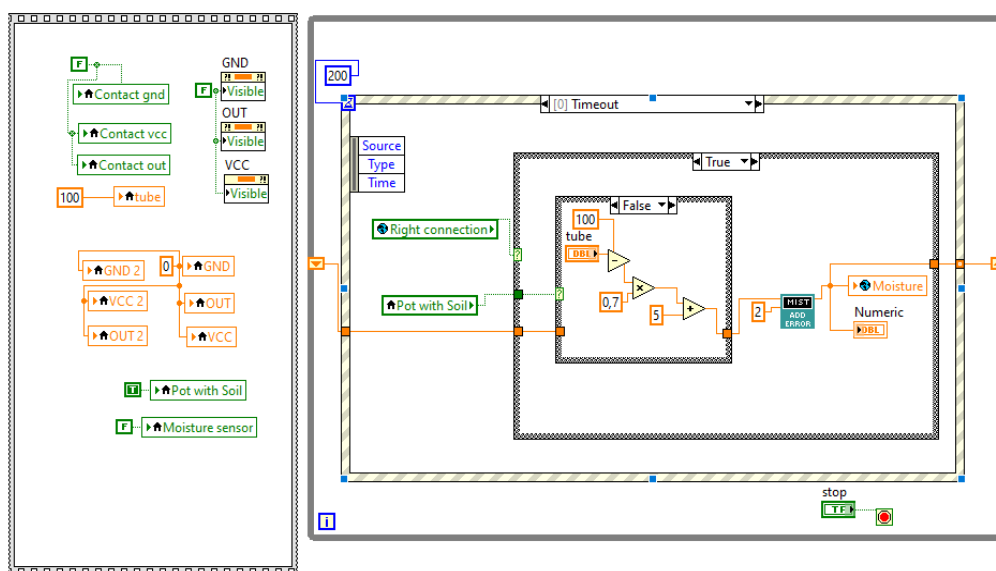 F
Contact gnd
Contact vcc
Contact out
100
tube
GND
F
Visible
OUT
Visible
VCC
Visible
GND 2
0
GND
VCC 2
OUT
OUT 2
VCC
T
Pot with Soil
F
Moisture sensor
200
[0] Timeout
Source
Type
Time
True
False
Right connection
Pot with Soil
100
tube
DBL
0,7
5
2
MIST
ADD
ERROR
Moisture
Numeric
DBL
stop
TF
i